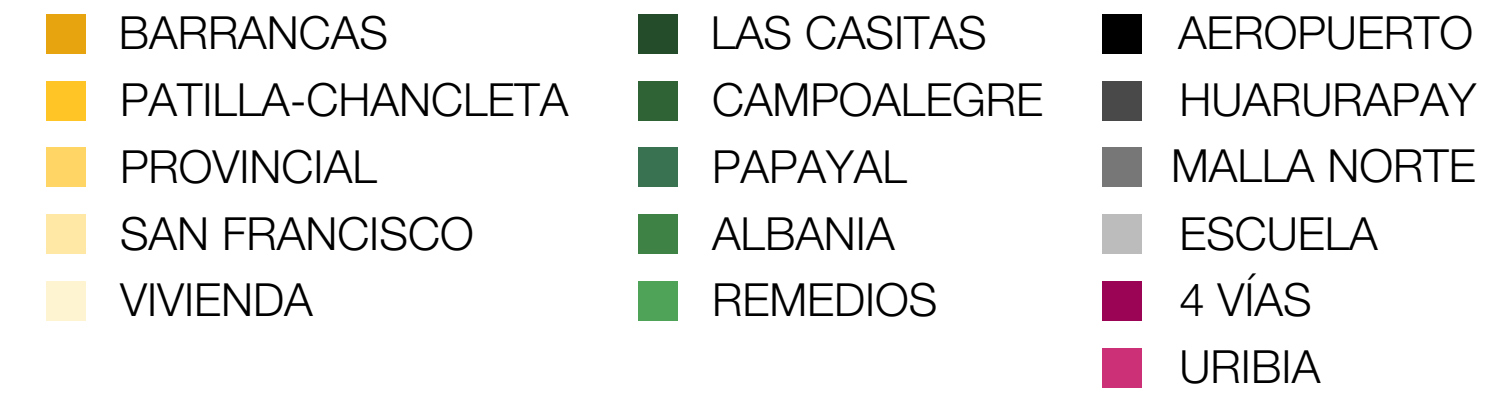 BARRANCAS
PATILLA-CHANCLETA
PROVINCIAL
SAN FRANCISCO
VIVIENDA
LAS CASITAS
CAMPOALEGRE
PAPAYAL
ALBANIA
REMEDIOS
AEROPUERTO
HUARURAPAY
MALLA NORTE
ESCUELA
4 VÍAS
URIBIA